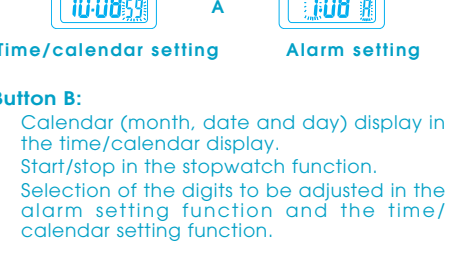 10:08 59 A 1:08 A
Time/calendar setting Alarm setting
Button B:
Calendar (month, date and day) display in
the time/calendar display.
Start/stop in the stopwatch function.
Selection of the digits to be adjusted in the
alarm setting function and the time/
calendar setting function.